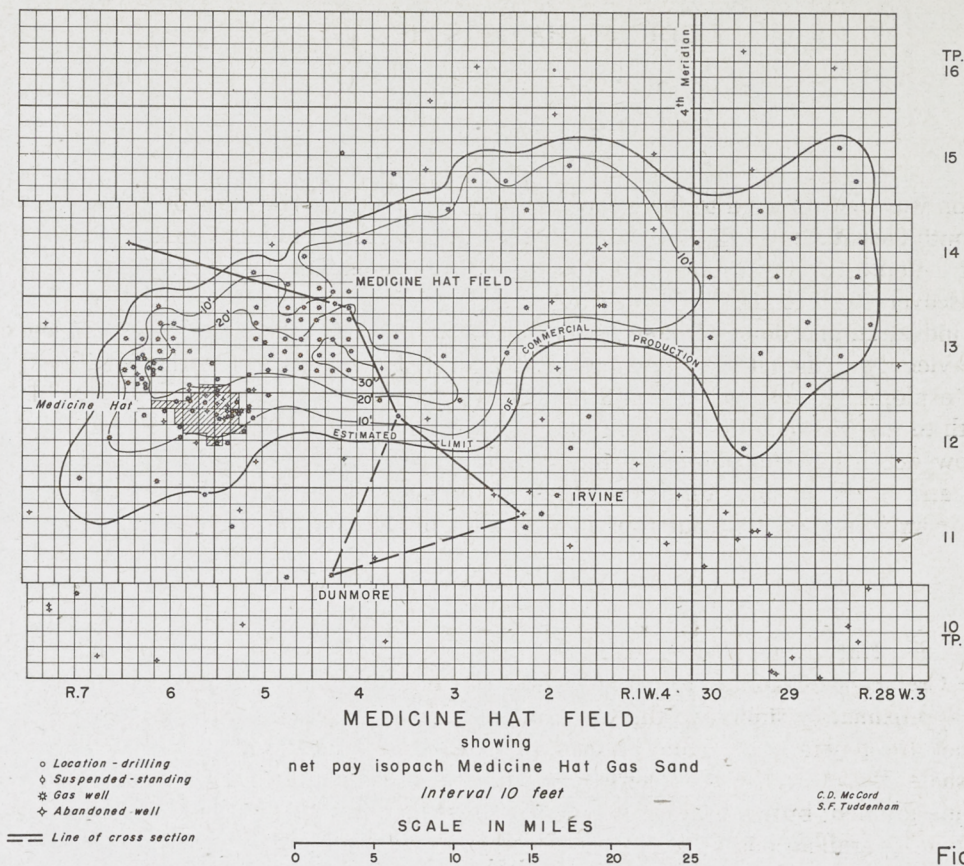 4th Meridian
TP.
16
15
14
MEDICINE HAT FIELD
10'
10'
20'
COMMERCIAL
PRODUCTION
13
30'
20'
Medicine Hat
10'
OF
ESTIMATED
LIMIT
12
IRVINE
11
DUNMORE
10
TP.
R.7 6 5 4 3 2 R.1W.4 30 29 R.28 W.3
MEDICINE HAT FIELD
showing
net pay isopach Medicine Hat Gas Sand
Interval 10 feet
Location-drilling
Suspended-standing
Gas well
Abandoned well
Line of cross section
C.D. McCord
S.F. Tuddenham
SCALE IN MILES
0 5 10 15 20 25
Fig